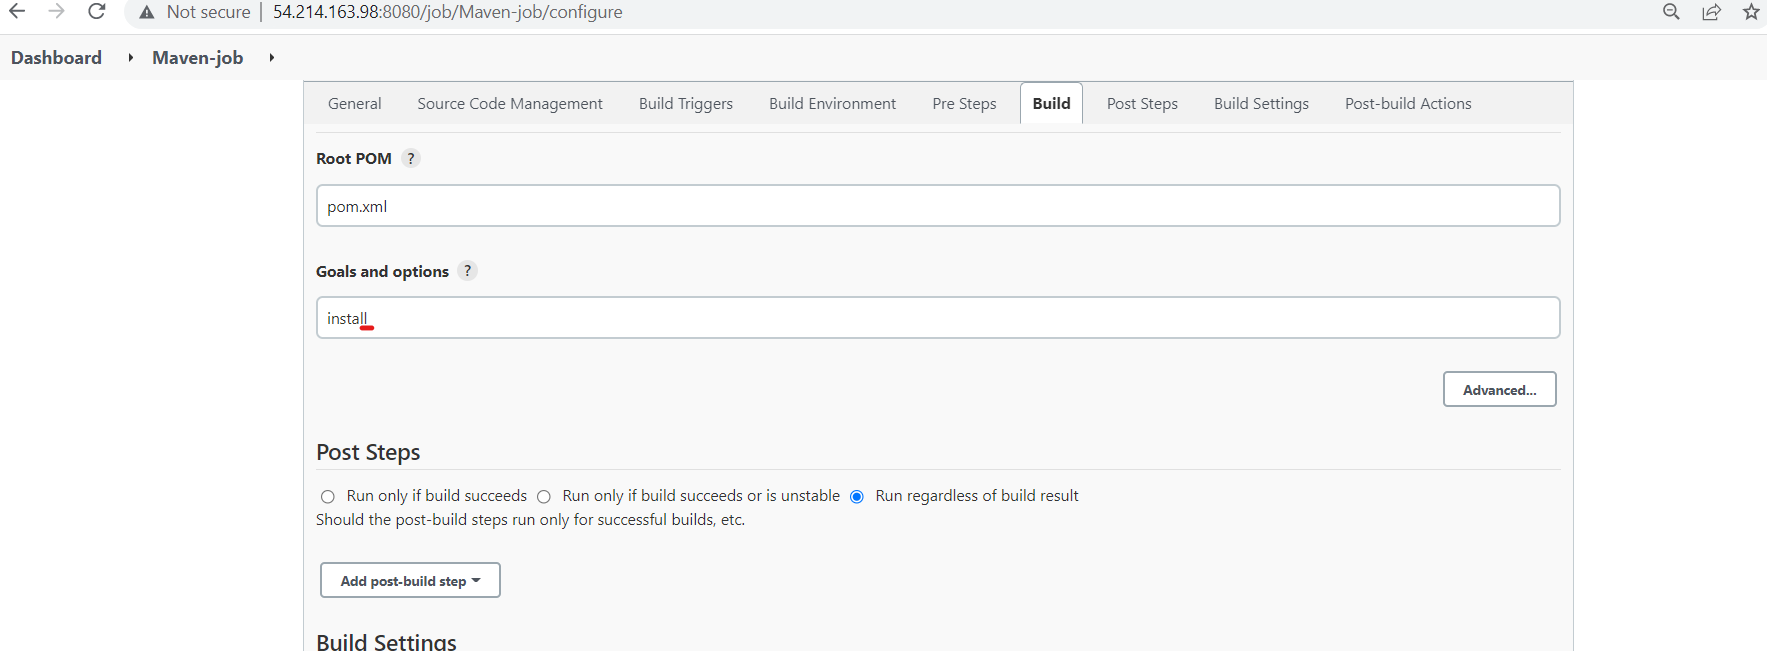 Not secure | 54.214.163.98:8080/job/Maven-job/configure
Dashboard Maven-job
General Source Code Management Build Triggers Build Environment Pre Steps Build Post Steps Build Settings Post-build Actions
Root POM ?
pom.xml
Goals and options ?
install
Advanced...
Post Steps
Run only if build succeeds Run only if build succeeds or is unstable Run regardless of build result
Should the post-build steps run only for successful builds, etc.
Add post-build step
Build Settings